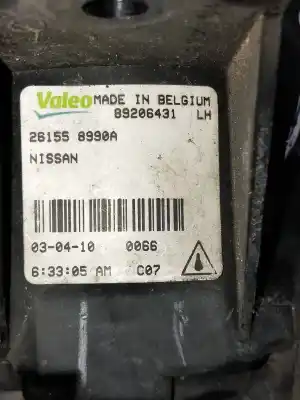 Valeo MADE IN BELGIUM
89206431 LH
26155 8990A
NISSAN
03-04-10 0066
6:33:05 AM C07